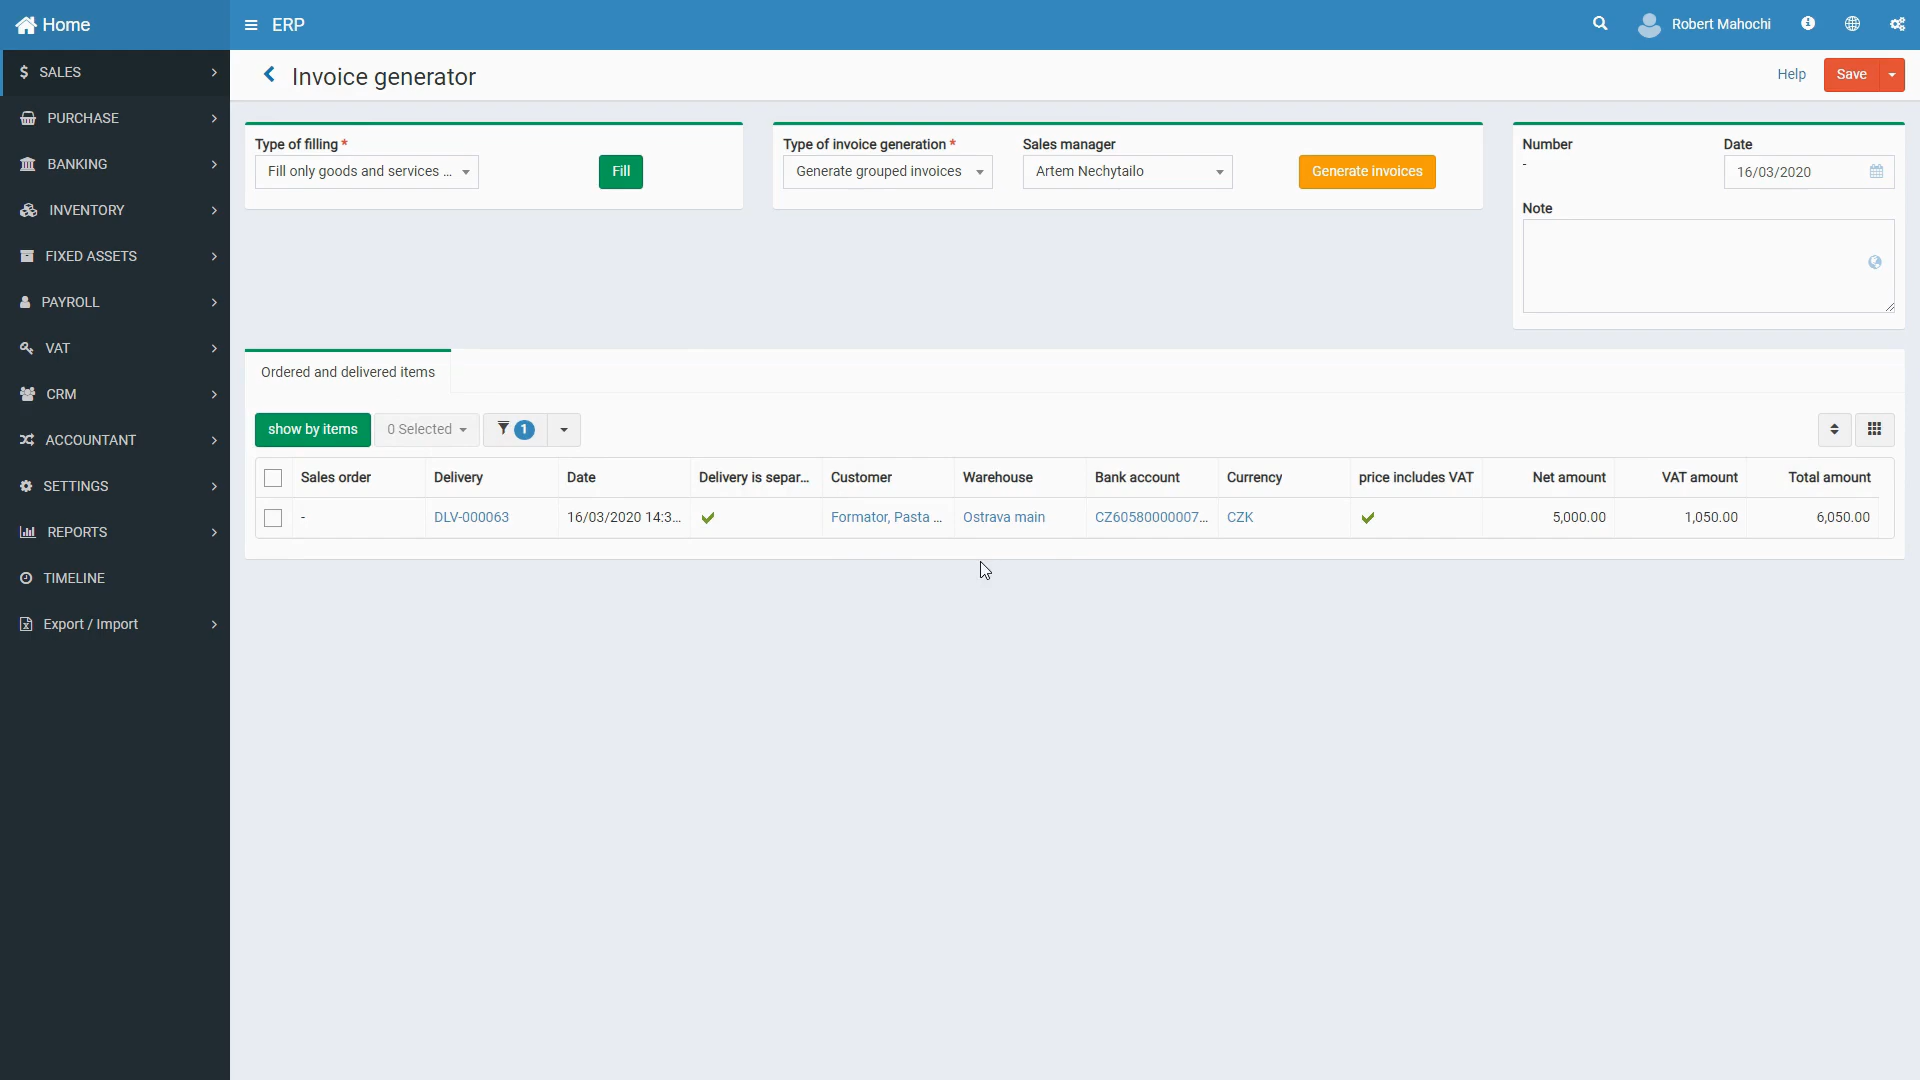 Home
ERP
Robert Mahochi
SALES
PURCHASE
BANKING
INVENTORY
FIXED ASSETS
PAYROLL
VAT
CRM
ACCOUNTANT
SETTINGS
REPORTS
TIMELINE
Export / Import
Invoice generator
Help
Save
Type of filling *
Fill only goods and services ...
Fill
Type of invoice generation *
Generate grouped invoices
Sales manager
Artem Nechytailo
Generate invoices
Number
-
Date
16/03/2020
Note
Ordered and delivered items
show by items
0 Selected
1
Sales order Delivery Date Delivery is separ... Customer Warehouse Bank account Currency price includes VAT Net amount VAT amount Total amount
- DLV-000063 16/03/2020 14:3... Formator, Pasta ... Ostrava main CZ60580000007... CZK 5,000.00 1,050.00 6,050.00